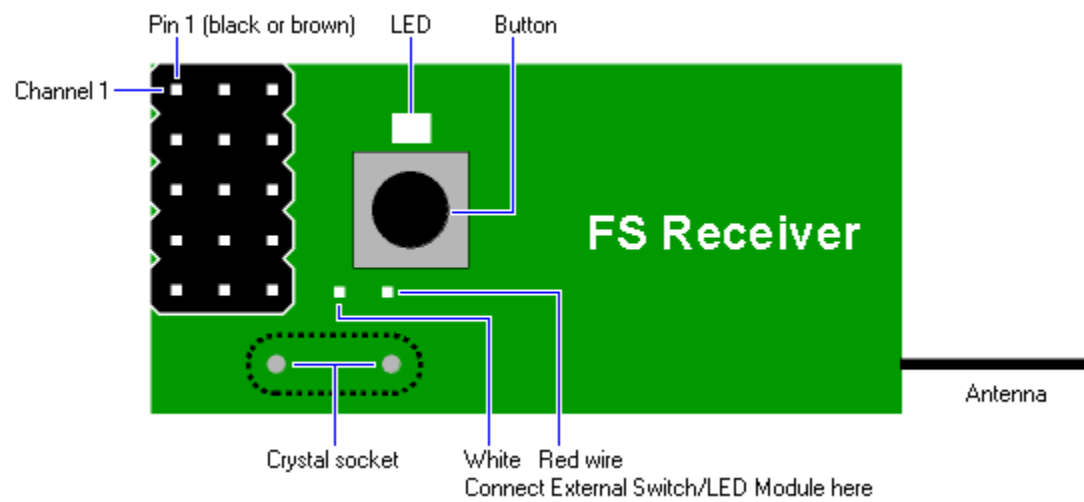 Pin 1 (black or brown) LED Button
Channel 1
FS Receiver
Antenna
Crystal socket White Red wire
Connect External Switch/LED Module here